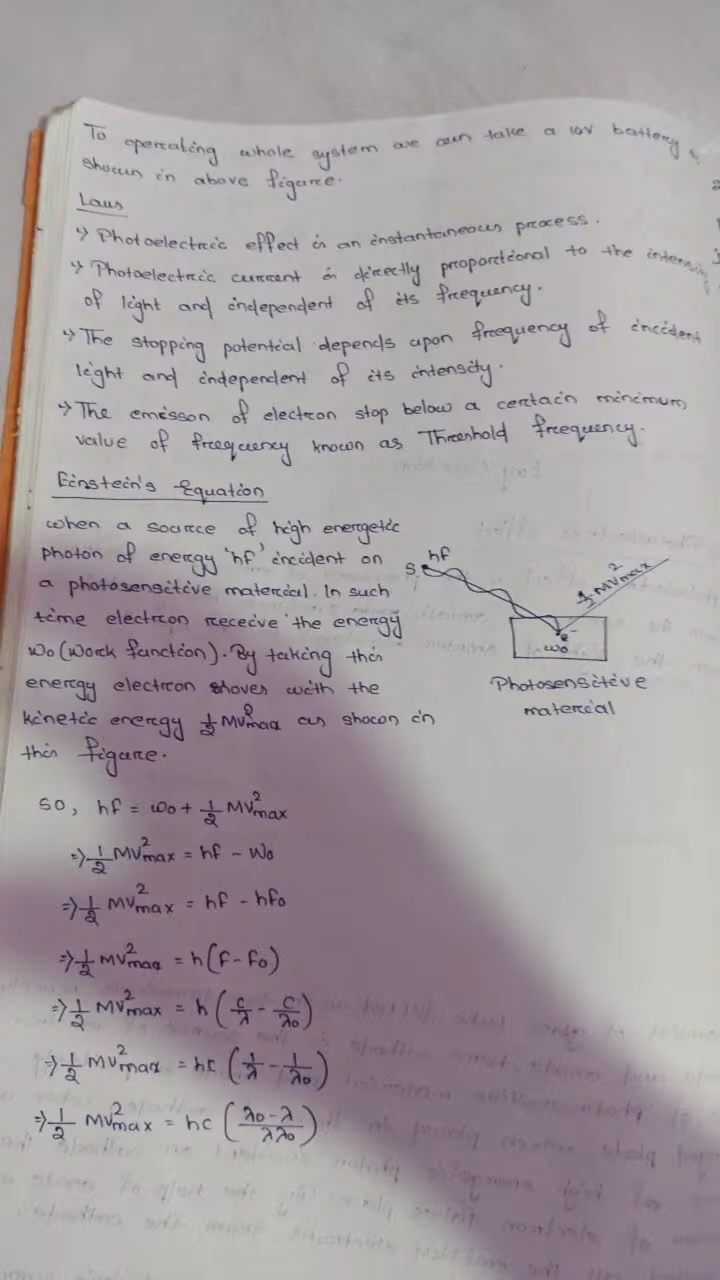 To operating whole system we can take a 10V battery
shown in above figure.
Laws
→ Photoelectric effect is an instantaneous process.
→ Photoelectric current is directly proportional to the intensity
of light and independent of its frequency.
→ The stopping potential depends upon frequency of incident
light and independent of its intensity.
→ The emisson of electron stop below a certain minimum
value of frequency known as Threshold frequency.
Einstein's Equation
when a source of high energetic
photon of energy 'hf' incident on
a photosensitive material. In such
time electron receive the energy
W₀ (Work function). By taking this
energy electron moves with the
kinetic energy ½ MV²max as shown in
this figure.
S hf
½ MV²max
e⁻
W₀
Photosensitive
material
So, hf = W₀ + ½ MV²max
⇒ ½ MV²max = hf - W₀
⇒ ½ MV²max = hf - hf₀
⇒ ½ MV²max = h(f - f₀)
⇒ ½ MV²max = h(c/λ - c/λ₀)
⇒ ½ MV²max = hc(1/λ - 1/λ₀)
⇒ ½ MV²max = hc((λ₀ - λ)/λλ₀)